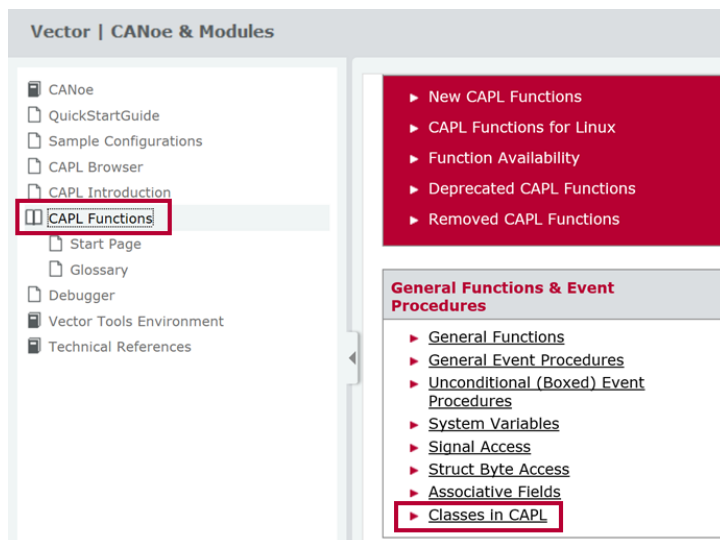 Vector | CANoe & Modules
CANoe
QuickStartGuide
Sample Configurations
CAPL Browser
CAPL Introduction
CAPL Functions
Start Page
Glossary
Debugger
Vector Tools Environment
Technical References
New CAPL Functions
CAPL Functions for Linux
Function Availability
Deprecated CAPL Functions
Removed CAPL Functions
General Functions & Event
Procedures
General Functions
General Event Procedures
Unconditional (Boxed) Event
Procedures
System Variables
Signal Access
Struct Byte Access
Associative Fields
Classes in CAPL